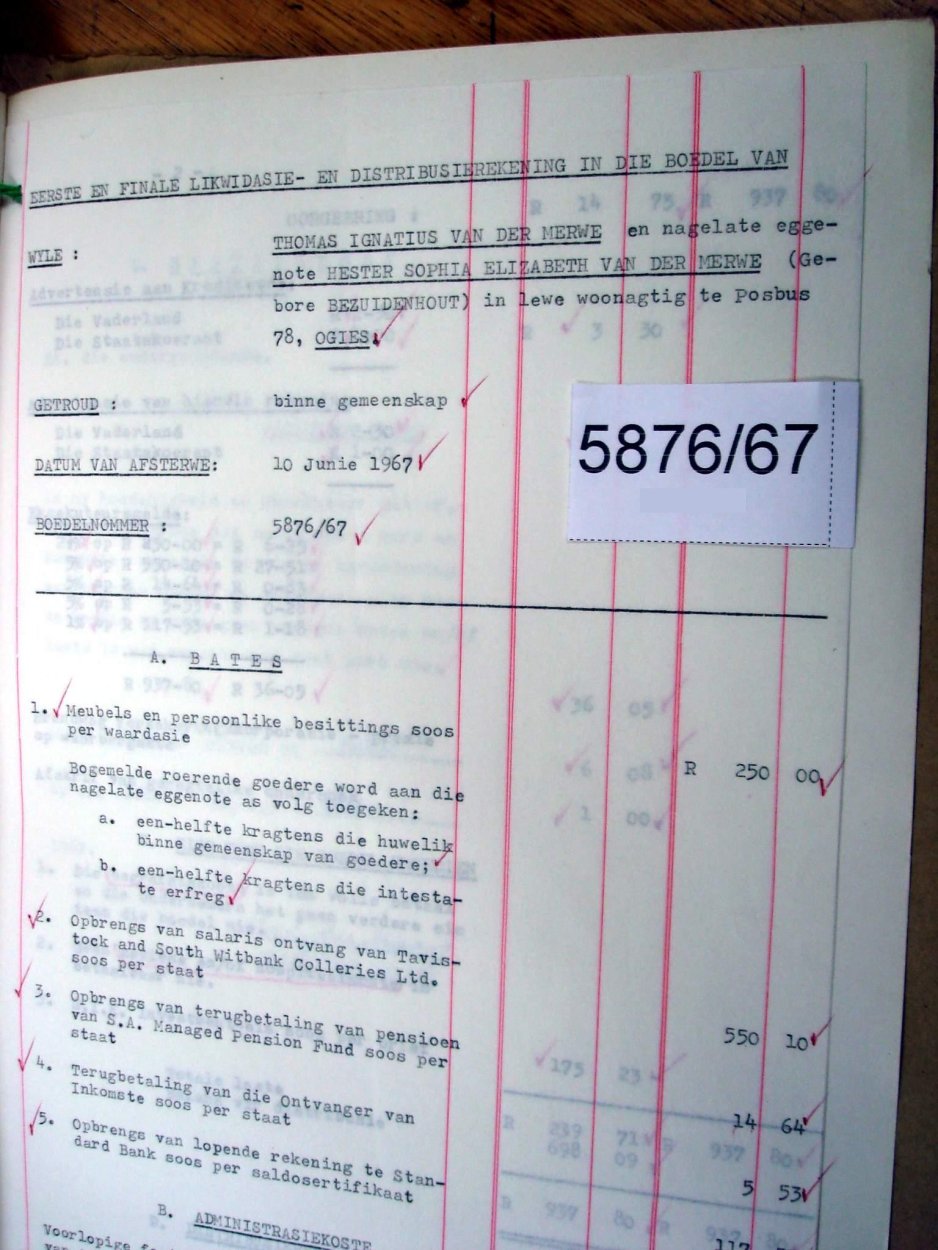 EERSTE EN FINALE LIKWIDASIE- EN DISTRIBUSIEREKENING IN DIE BOEDEL VAN
WYLE : THOMAS IGNATIUS VAN DER MERWE en nagelate egge-
note HESTER SOPHIA ELIZABETH VAN DER MERWE (Ge-
bore BEZUIDENHOUT) in lewe woonagtig te Posbus
78, OGIES.
GETROUD : binne gemeenskap
5876/67
DATUM VAN AFSTERWE: 10 Junie 1967
BOEDELNOMMER : 5876/67
A. B A T E S
1. Meubels en persoonlike besittings soos
per waardasie
R 250 00
Bogemelde roerende goedere word aan die
nagelate eggenote as volg toegeken:
a. een-helfte kragtens die huwelik
binne gemeenskap van goedere;
b. een-helfte kragtens die intesta-
te erfreg
2. Opbrengs van salaris ontvang van Tavis-
tock and South Witbank Colleries Ltd.
soos per staat
550 10
3. Opbrengs van terugbetaling van pensioen
van S.A. Managed Pension Fund soos per
staat
14 64
4. Terugbetaling van die Ontvanger van
Inkomste soos per staat
5 53
5. Opbrengs van lopende rekening te Stan-
dard Bank soos per saldosertifikaat
B. ADMINISTRASIEKOSTE